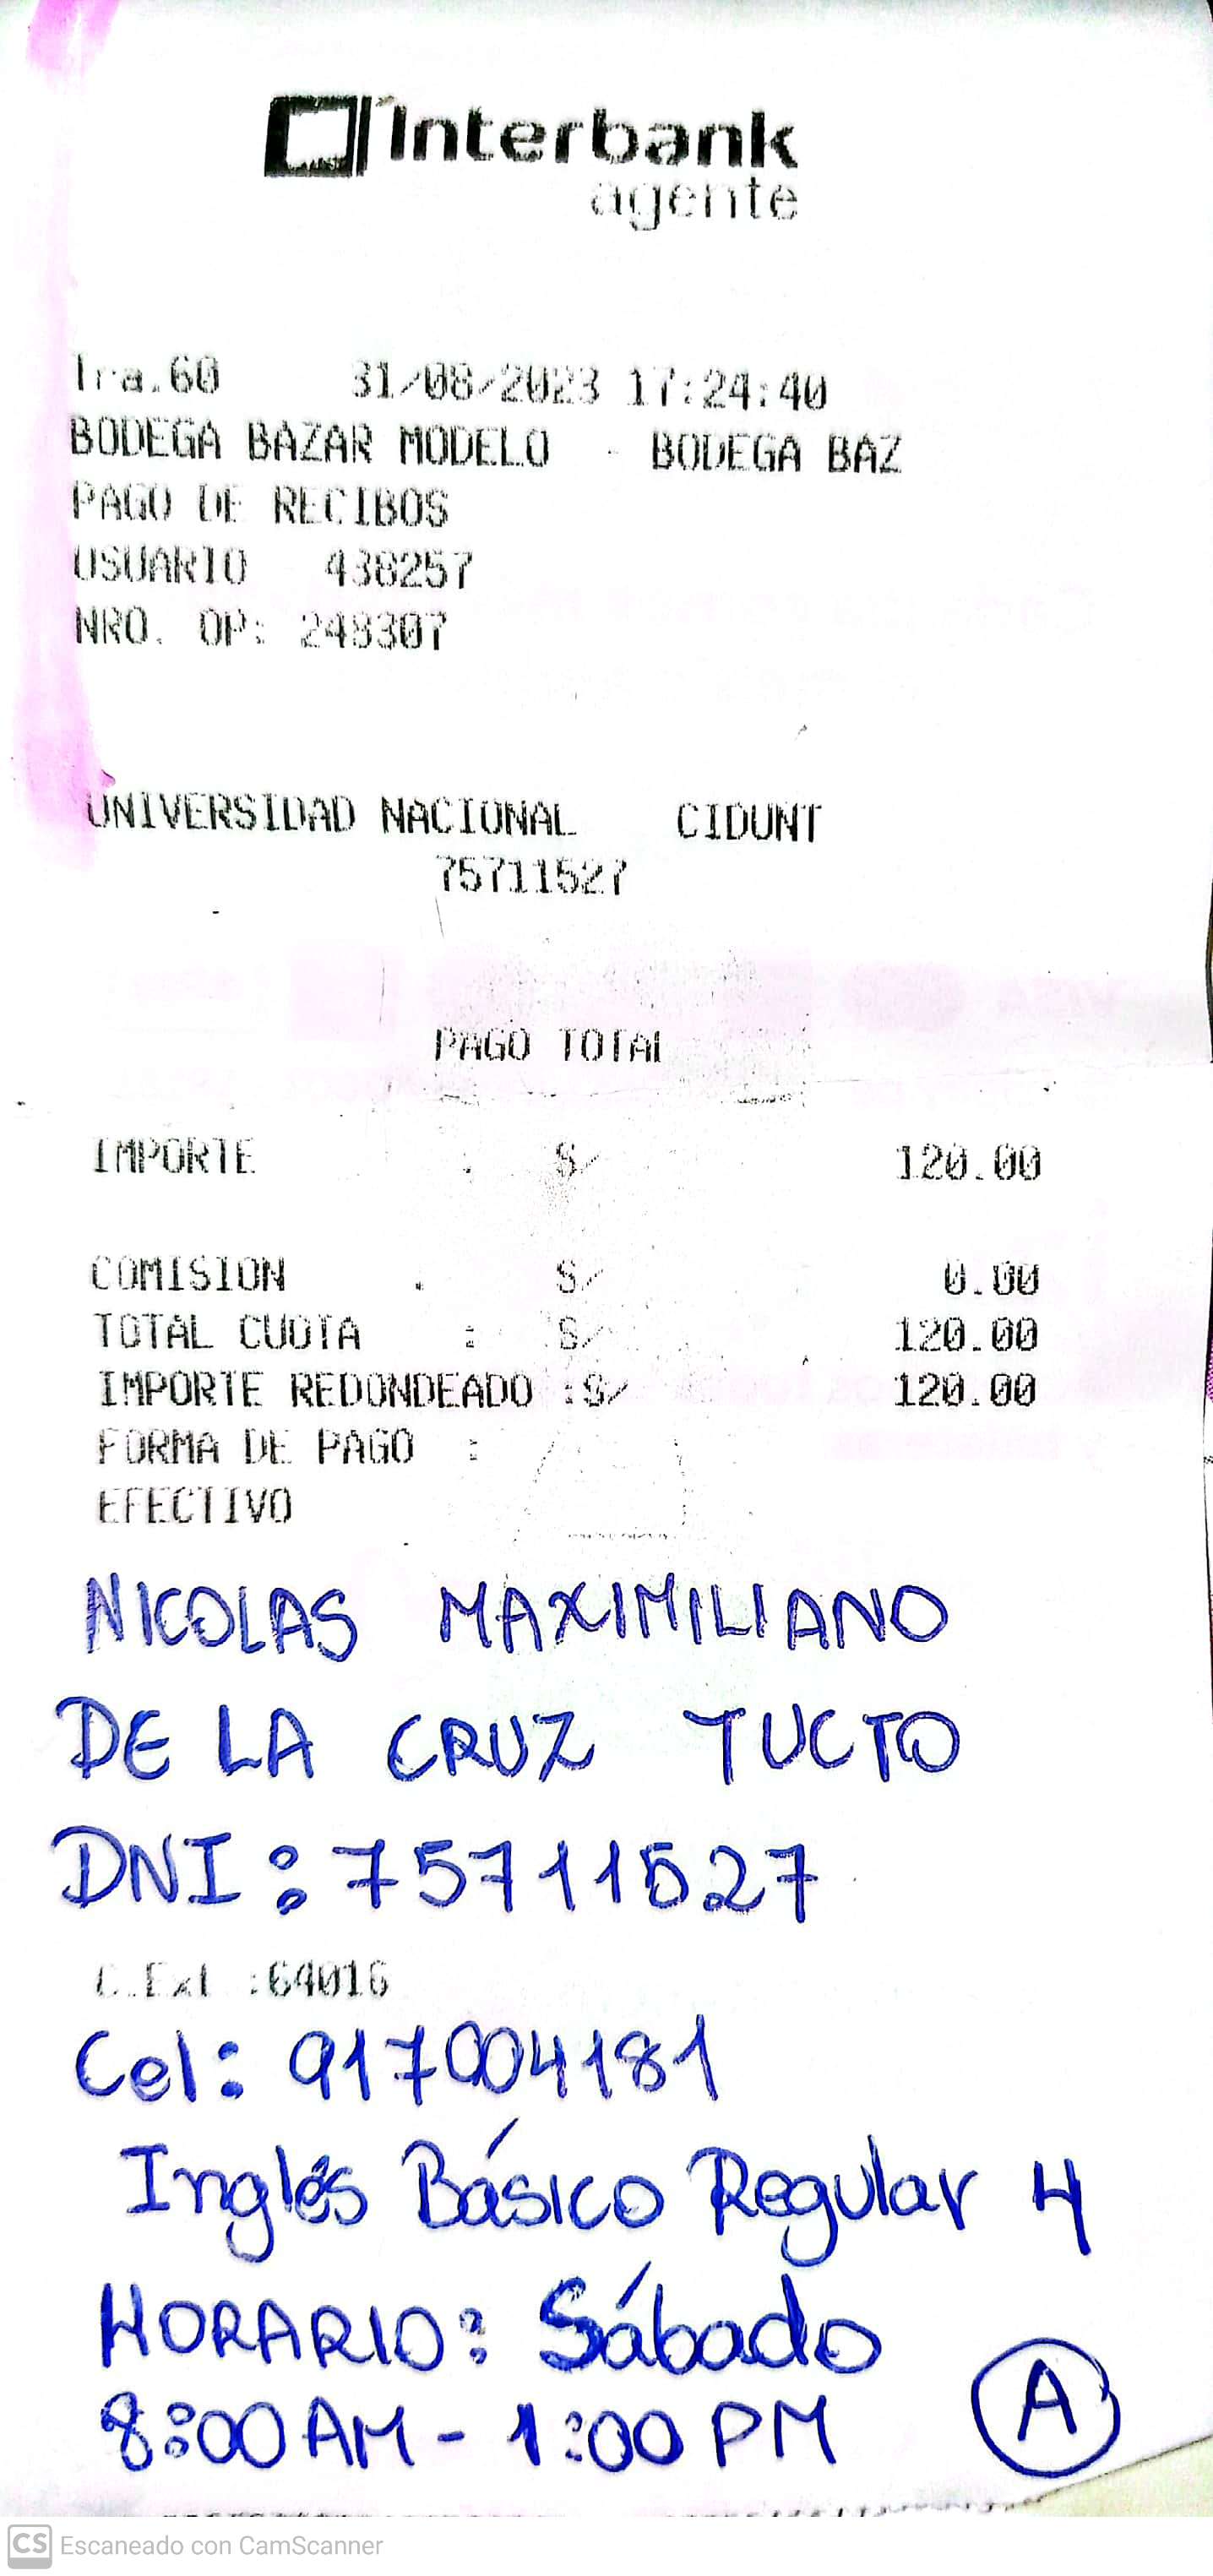 Interbank
agente
Tra.60 31/08/2023 17:24:40
BODEGA BAZAR MODELO - BODEGA BAZ
PAGO DE RECIBOS
USUARIO 438257
NRO. OP: 248307
UNIVERSIDAD NACIONAL CIDUNT
75711527
PAGO TOTAL
IMPORTE : S/ 120.00
COMISION : S/ 0.00
TOTAL CUOTA : S/ 120.00
IMPORTE REDONDEADO :S/ 120.00
FORMA DE PAGO :
EFECTIVO
NICOLAS MAXIMILIANO
DE LA CRUZ TUCTO
DNI: 75711527
C.Ext :64016
Cel: 917004181
Inglés Básico Regular 4
HORARIO: Sábado
8:00 AM - 1:00 PM
A
CS Escaneado con CamScanner